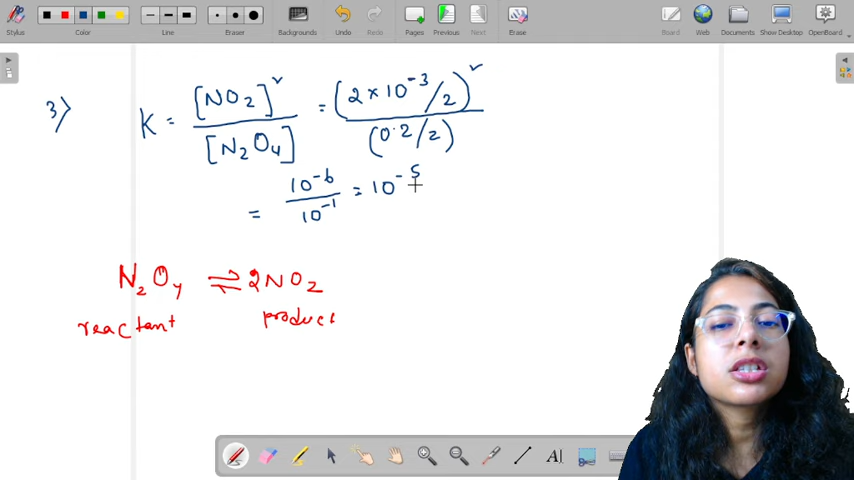 Stylus Color Line Eraser Backgrounds Undo Redo Pages Previous Next Erase Board Web Documents Show Desktop OpenBoard
3) K = [NO2]² / [N2O4] = (2 × 10⁻³/2)² / (0.2/2)
= 10⁻⁶ / 10⁻¹ = 10⁻⁵
N2O4 ⇌ 2NO2
reactant product